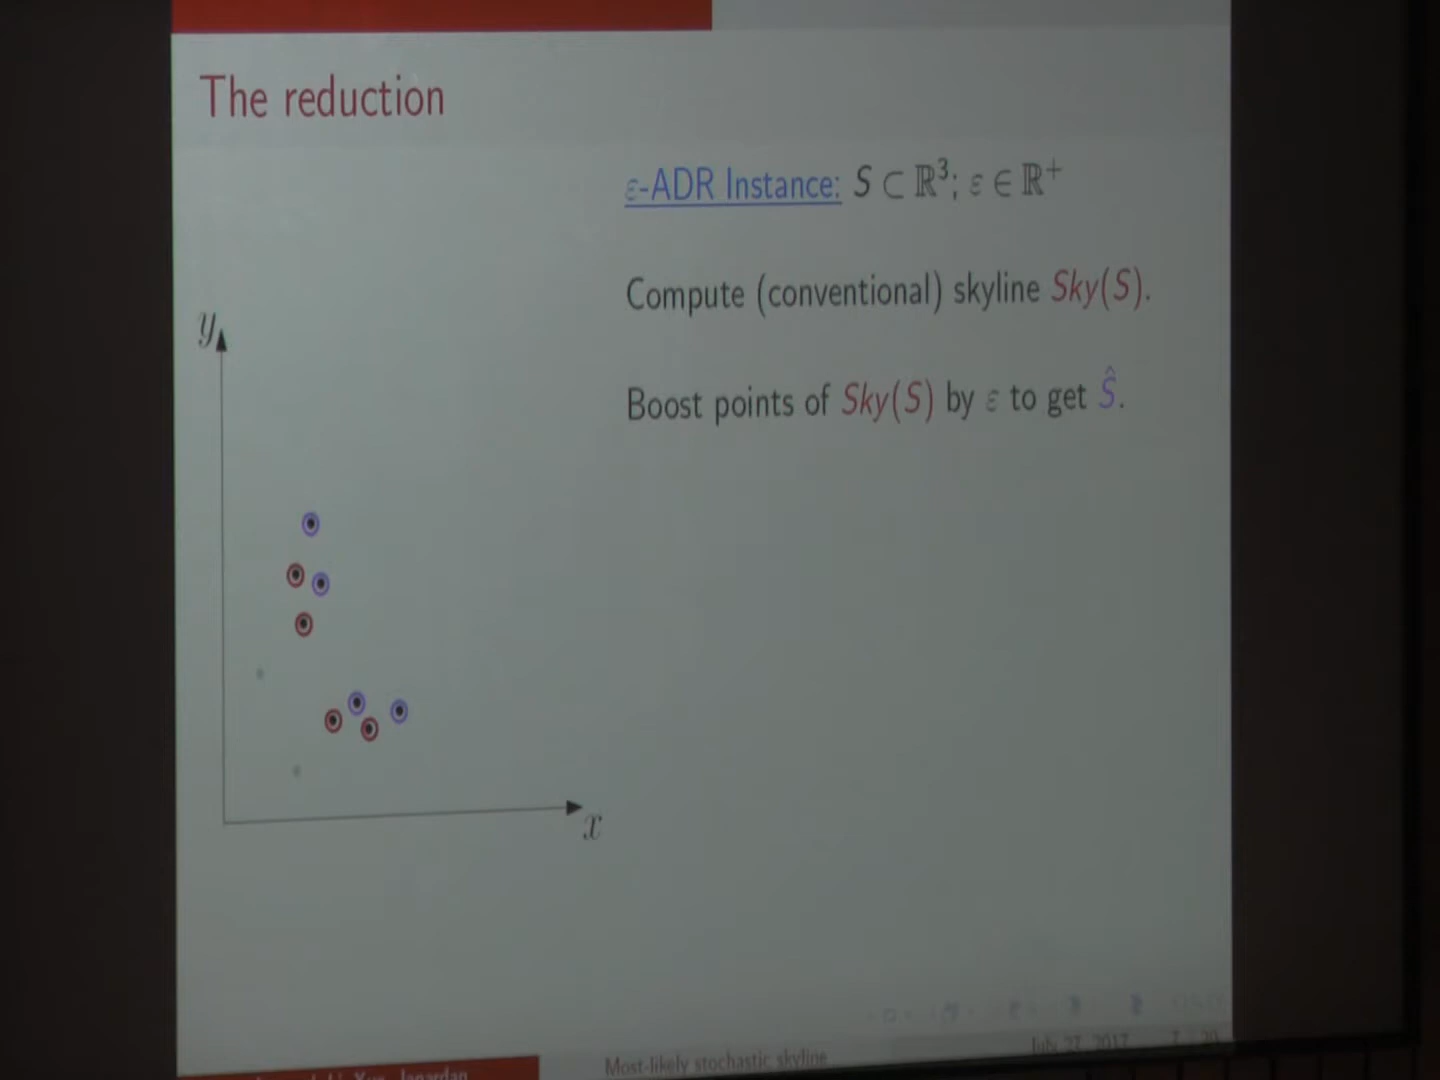 The reduction
ε-ADR Instance: S ⊂ ℝ³; ε ∈ ℝ⁺
Compute (conventional) skyline Sky(S).
Boost points of Sky(S) by ε to get Ŝ.
y
x
Most-likely stochastic skyline
July 27, 2017
Janardan